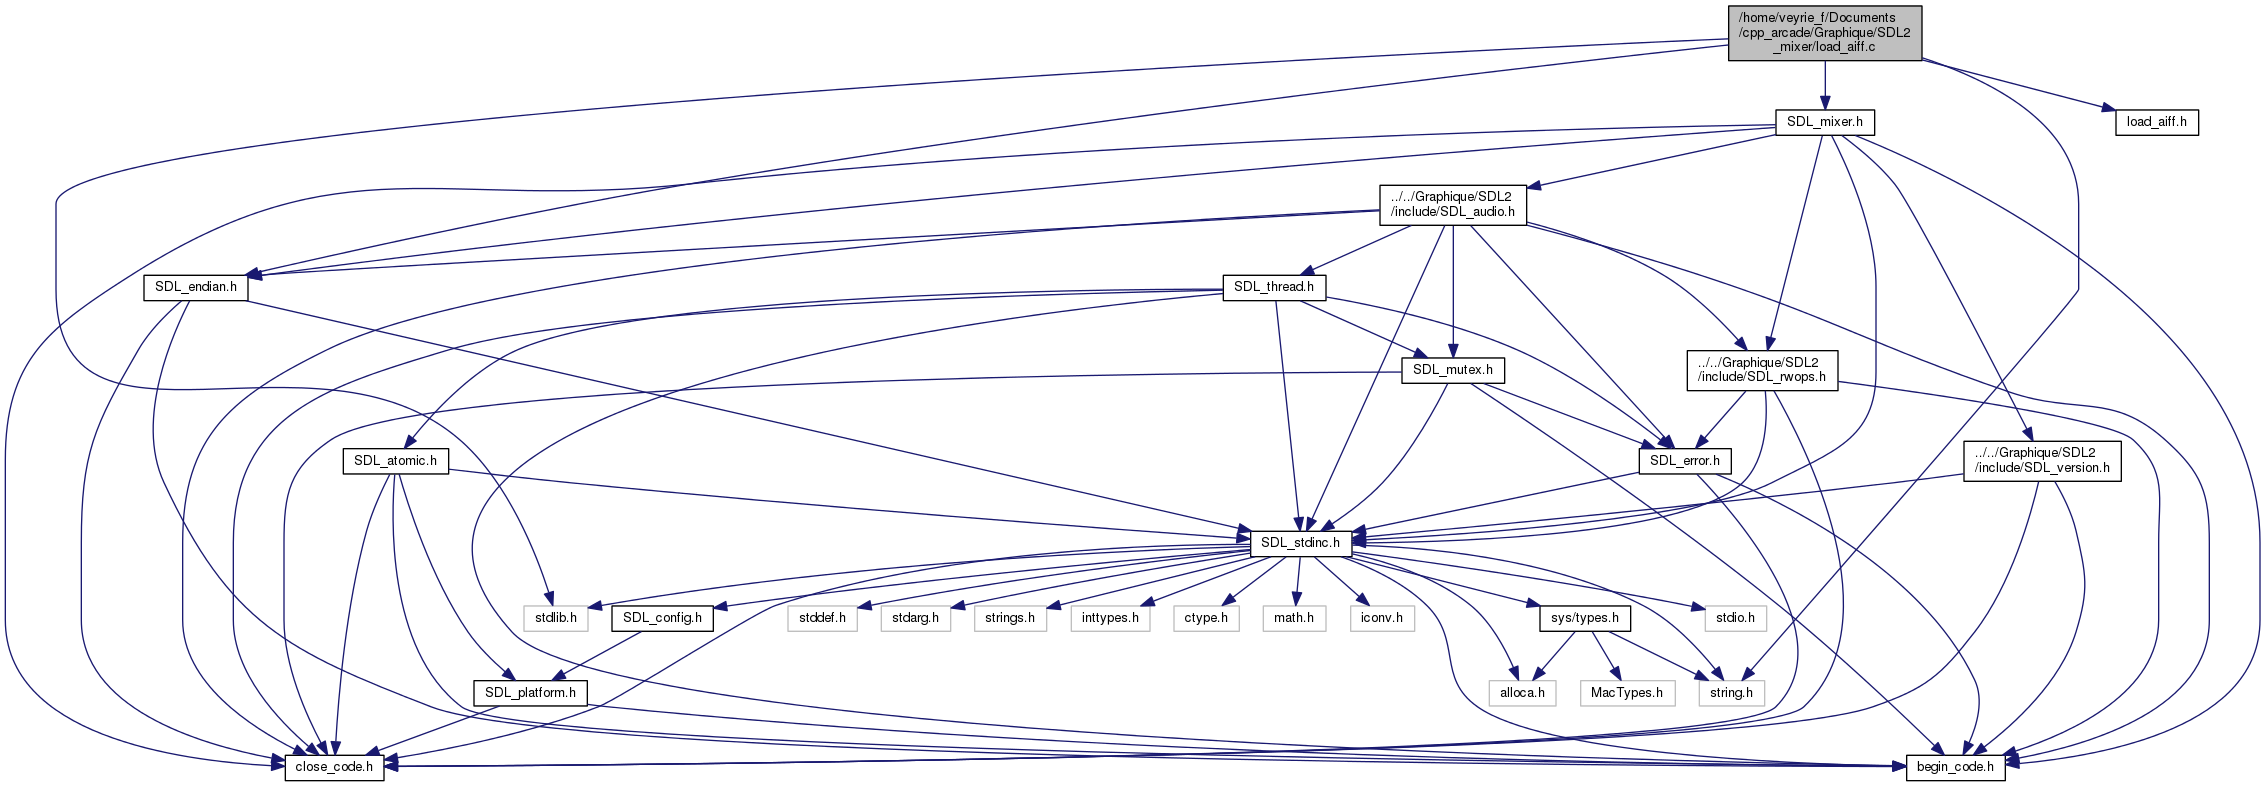 /home/veyrie_f/Documents
/cpp_arcade/Graphique/SDL2
_mixer/load_aiff.c
SDL_mixer.h
load_aiff.h
../../Graphique/SDL2
/include/SDL_audio.h
SDL_endian.h
SDL_thread.h
SDL_mutex.h
../../Graphique/SDL2
/include/SDL_rwops.h
SDL_atomic.h
SDL_error.h
../../Graphique/SDL2
/include/SDL_version.h
SDL_stdinc.h
stdlib.h
SDL_config.h
stddef.h
stdarg.h
strings.h
inttypes.h
ctype.h
math.h
iconv.h
sys/types.h
stdio.h
SDL_platform.h
alloca.h
MacTypes.h
string.h
close_code.h
begin_code.h